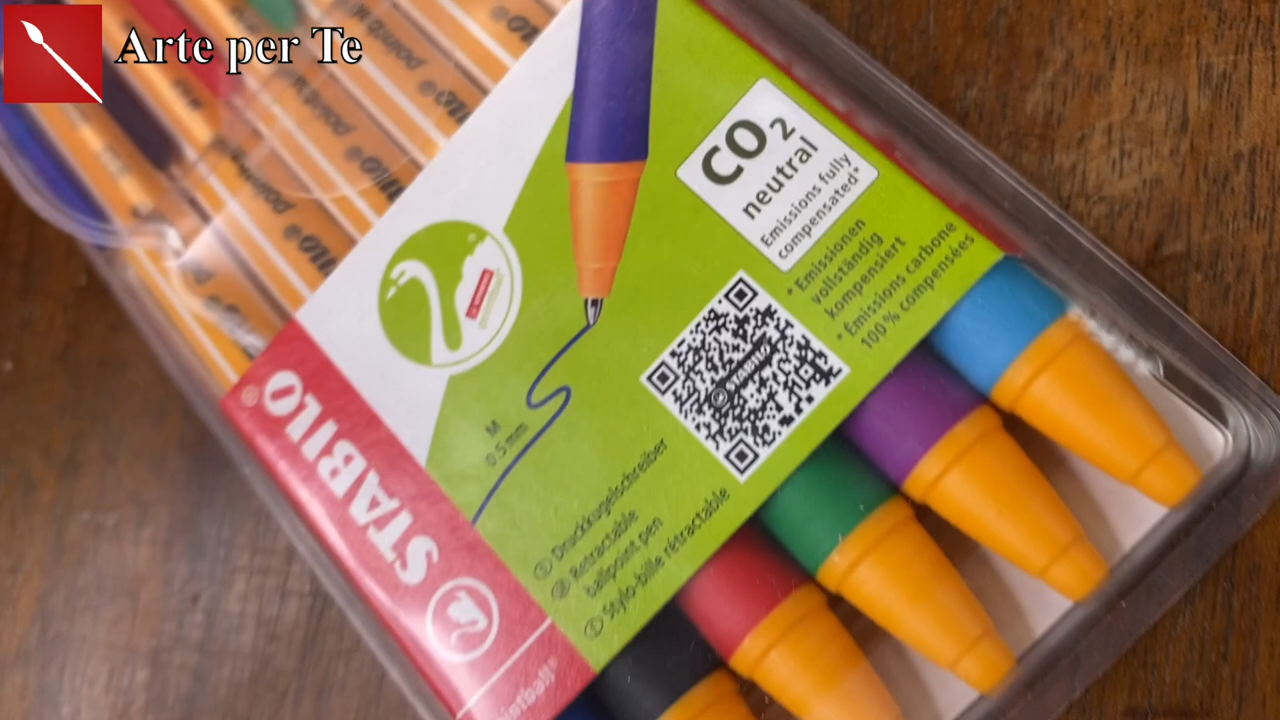 Arte per Te
CO2
neutral
Emissions fully
compensated*
* Emissionen
vollständig
kompensiert
* Émissions carbone
100 % compensées
STABILO
M
0.5 mm
Druckkugelschreiber
Retractable
ballpoint pen
Stylo-bille rétractable
STABILO®